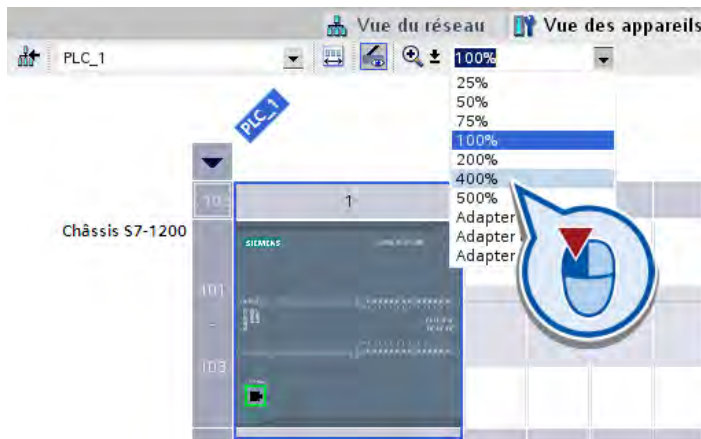 Vue du réseau Vue des appareils
PLC_1 100%
25%
50%
75%
100%
200%
400%
500%
Adapter
Adapter
Adapter
PLC_1
1
Châssis S7-1200
SIEMENS
101
-
103